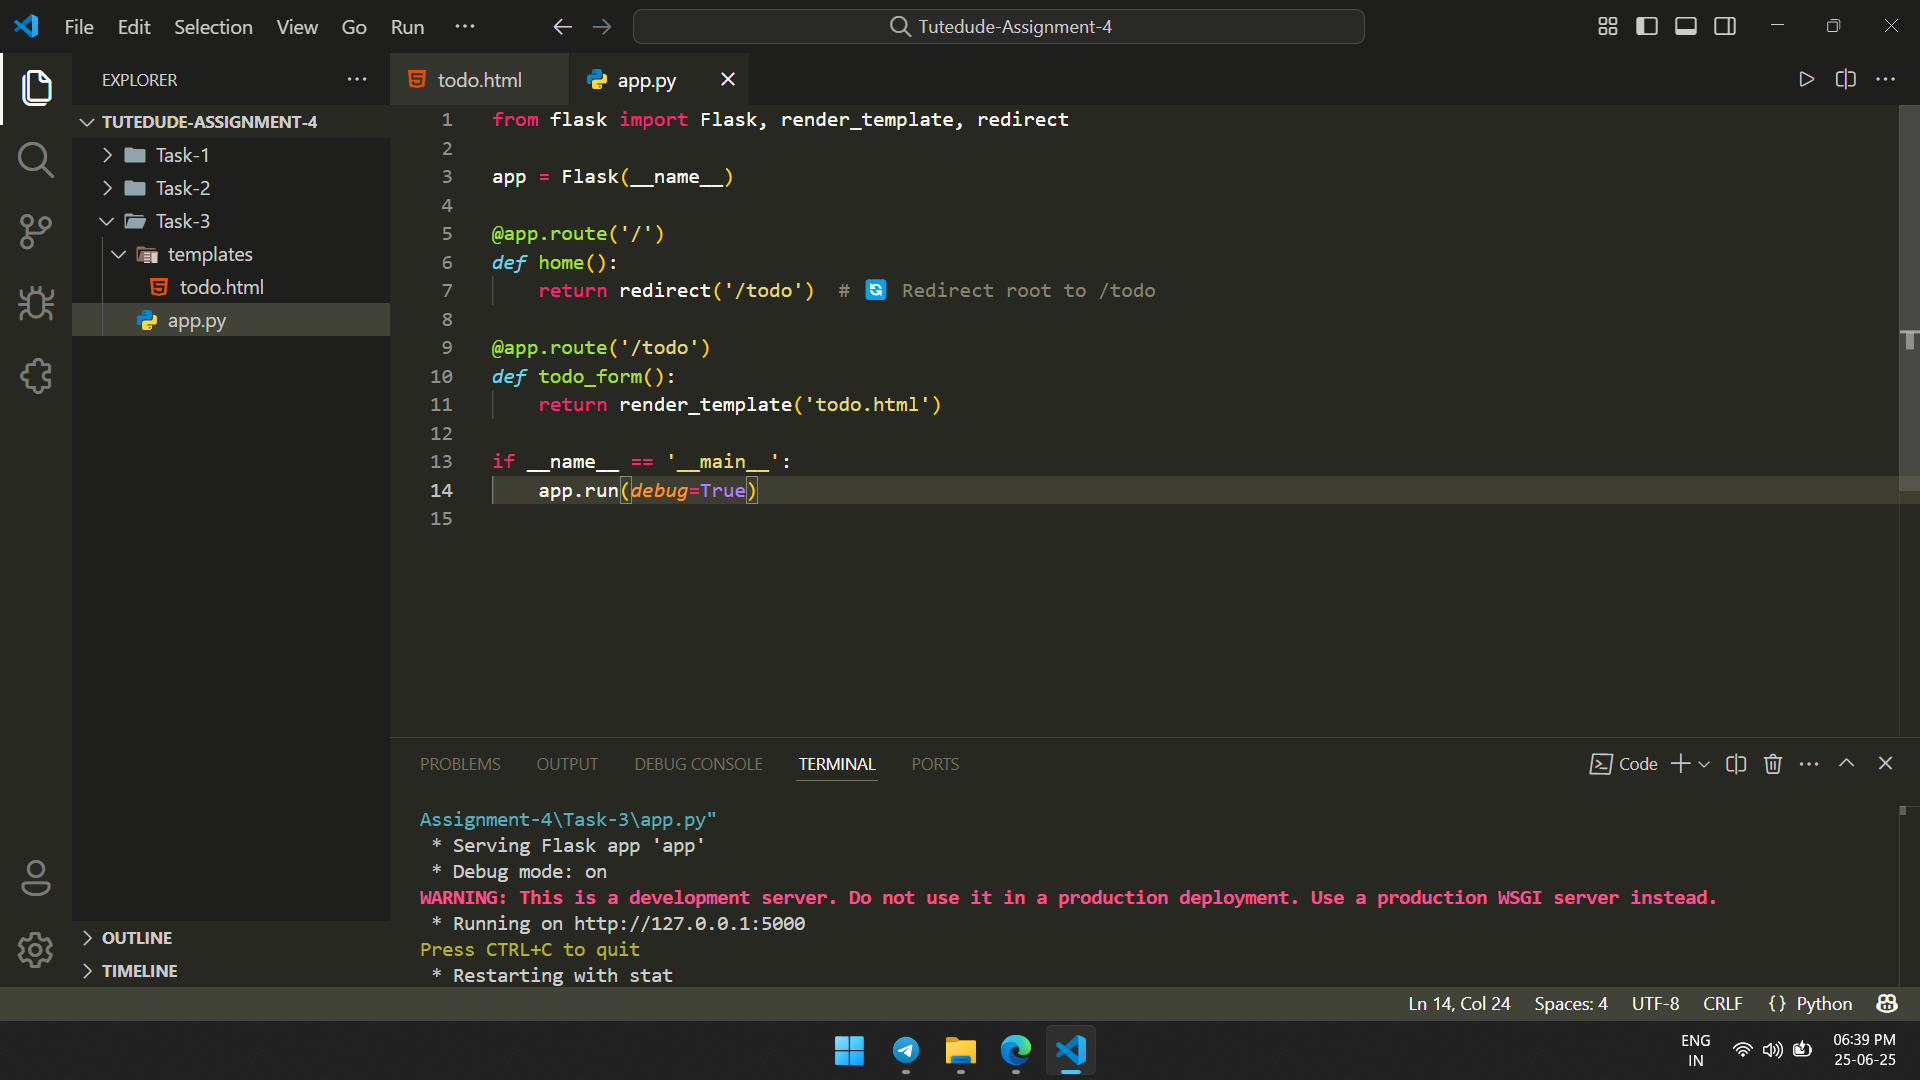 File Edit Selection View Go Run ··· Tutedude-Assignment-4
EXPLORER ···
TUTEDUDE-ASSIGNMENT-4
Task-1
Task-2
Task-3
templates
todo.html
app.py
OUTLINE
TIMELINE
todo.html app.py
1 from flask import Flask, render_template, redirect
2
3 app = Flask(__name__)
4
5 @app.route('/')
6 def home():
7 return redirect('/todo') # 🔄 Redirect root to /todo
8
9 @app.route('/todo')
10 def todo_form():
11 return render_template('todo.html')
12
13 if __name__ == '__main__':
14 app.run(debug=True)
15
PROBLEMS OUTPUT DEBUG CONSOLE TERMINAL PORTS Code
Assignment-4\Task-3\app.py"
* Serving Flask app 'app'
* Debug mode: on
WARNING: This is a development server. Do not use it in a production deployment. Use a production WSGI server instead.
* Running on http://127.0.0.1:5000
Press CTRL+C to quit
* Restarting with stat
Ln 14, Col 24 Spaces: 4 UTF-8 CRLF {} Python
ENG
IN
06:39 PM
25-06-25